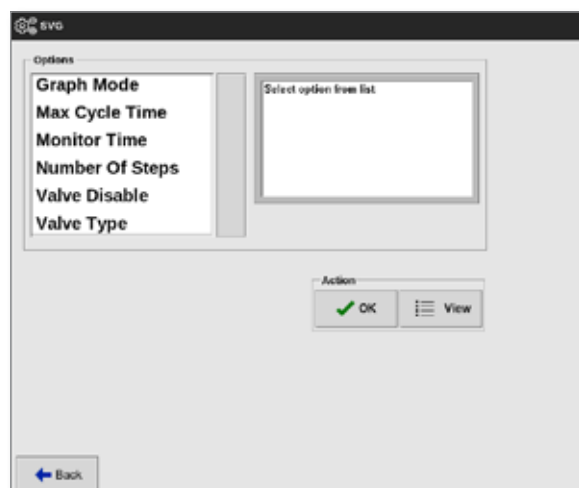 SVG
Options
Graph Mode
Max Cycle Time
Monitor Time
Number Of Steps
Valve Disable
Valve Type
Select option from list
Action
OK
View
Back